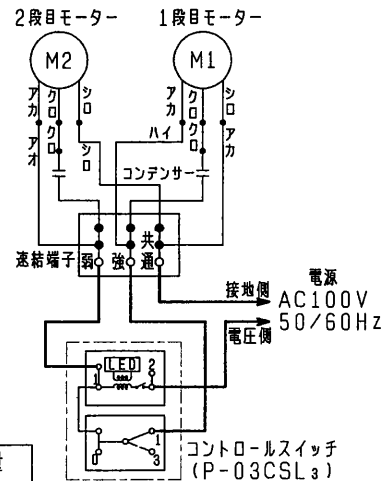 2段目モーター 1段目モーター
M2 M1
アカ クロ シロ アカ クロ シロ
アオ クロ シロ ハイ クロ アカ
コンデンサー
共
速結端子 弱 強 通
接地側 電源
AC100V
電圧側 50/60Hz
LED
1 2
0 1
3
コントロールスイッチ
(P-03CSL3)